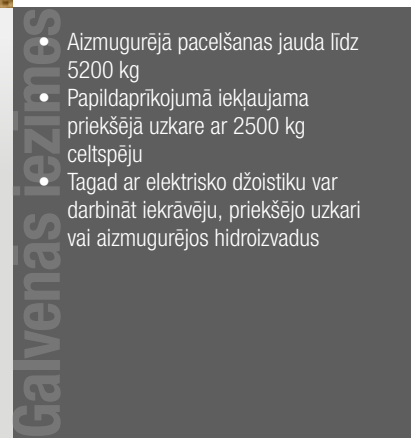 Galvenās iezīmes
• Aizmugurējā pacelšanas jauda līdz
5200 kg
• Papildaprīkojumā iekļaujama
priekšējā uzkare ar 2500 kg
celtspēju
• Tagad ar elektrisko džoistiku var
darbināt iekrāvēju, priekšējo uzkari
vai aizmugurējos hidroizvadus